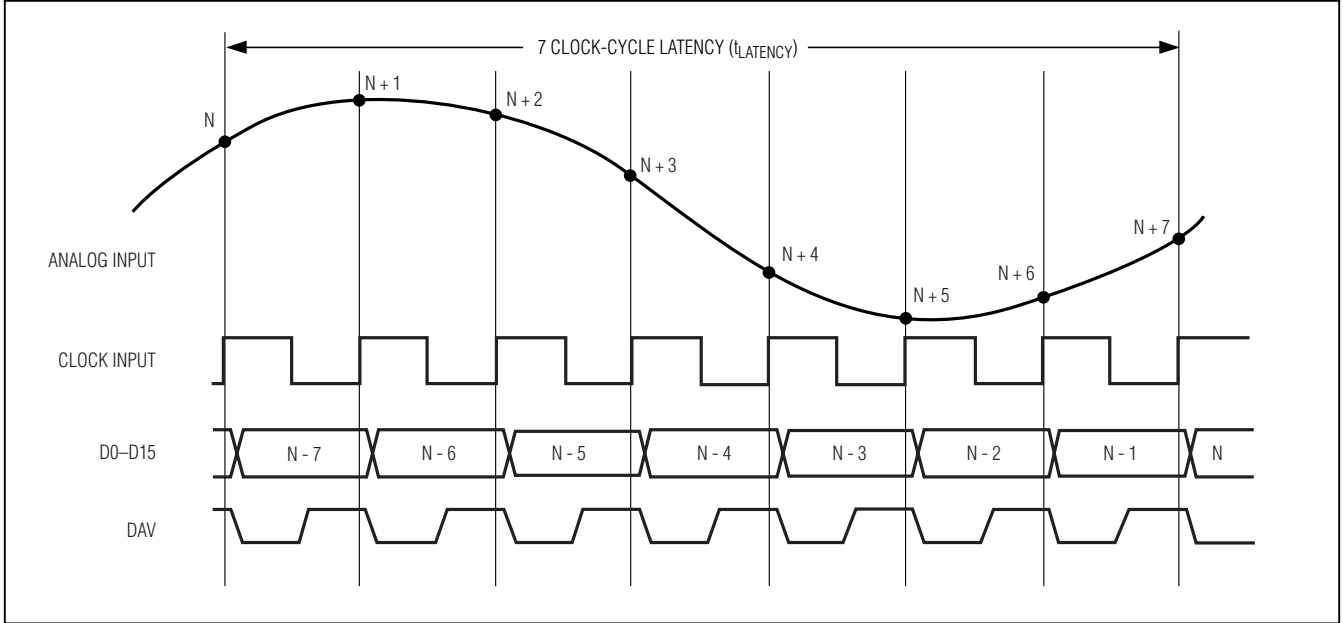 7 CLOCK-CYCLE LATENCY (tLATENCY)
N
N + 1
N + 2
N + 3
N + 4
N + 5
N + 6
N + 7
ANALOG INPUT
CLOCK INPUT
D0–D15
N - 7
N - 6
N - 5
N - 4
N - 3
N - 2
N - 1
N
DAV